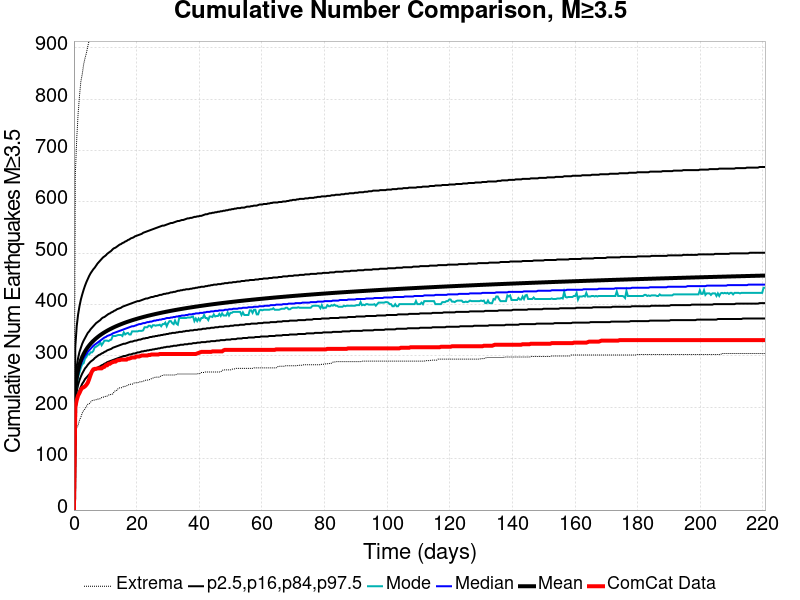 Cumulative Number Comparison, M≥3.5
Cumulative Num Earthquakes M≥3.5
900
800
700
600
500
400
300
200
100
0
0 20 40 60 80 100 120 140 160 180 200 220
Time (days)
Extrema p2.5,p16,p84,p97.5 Mode Median Mean ComCat Data